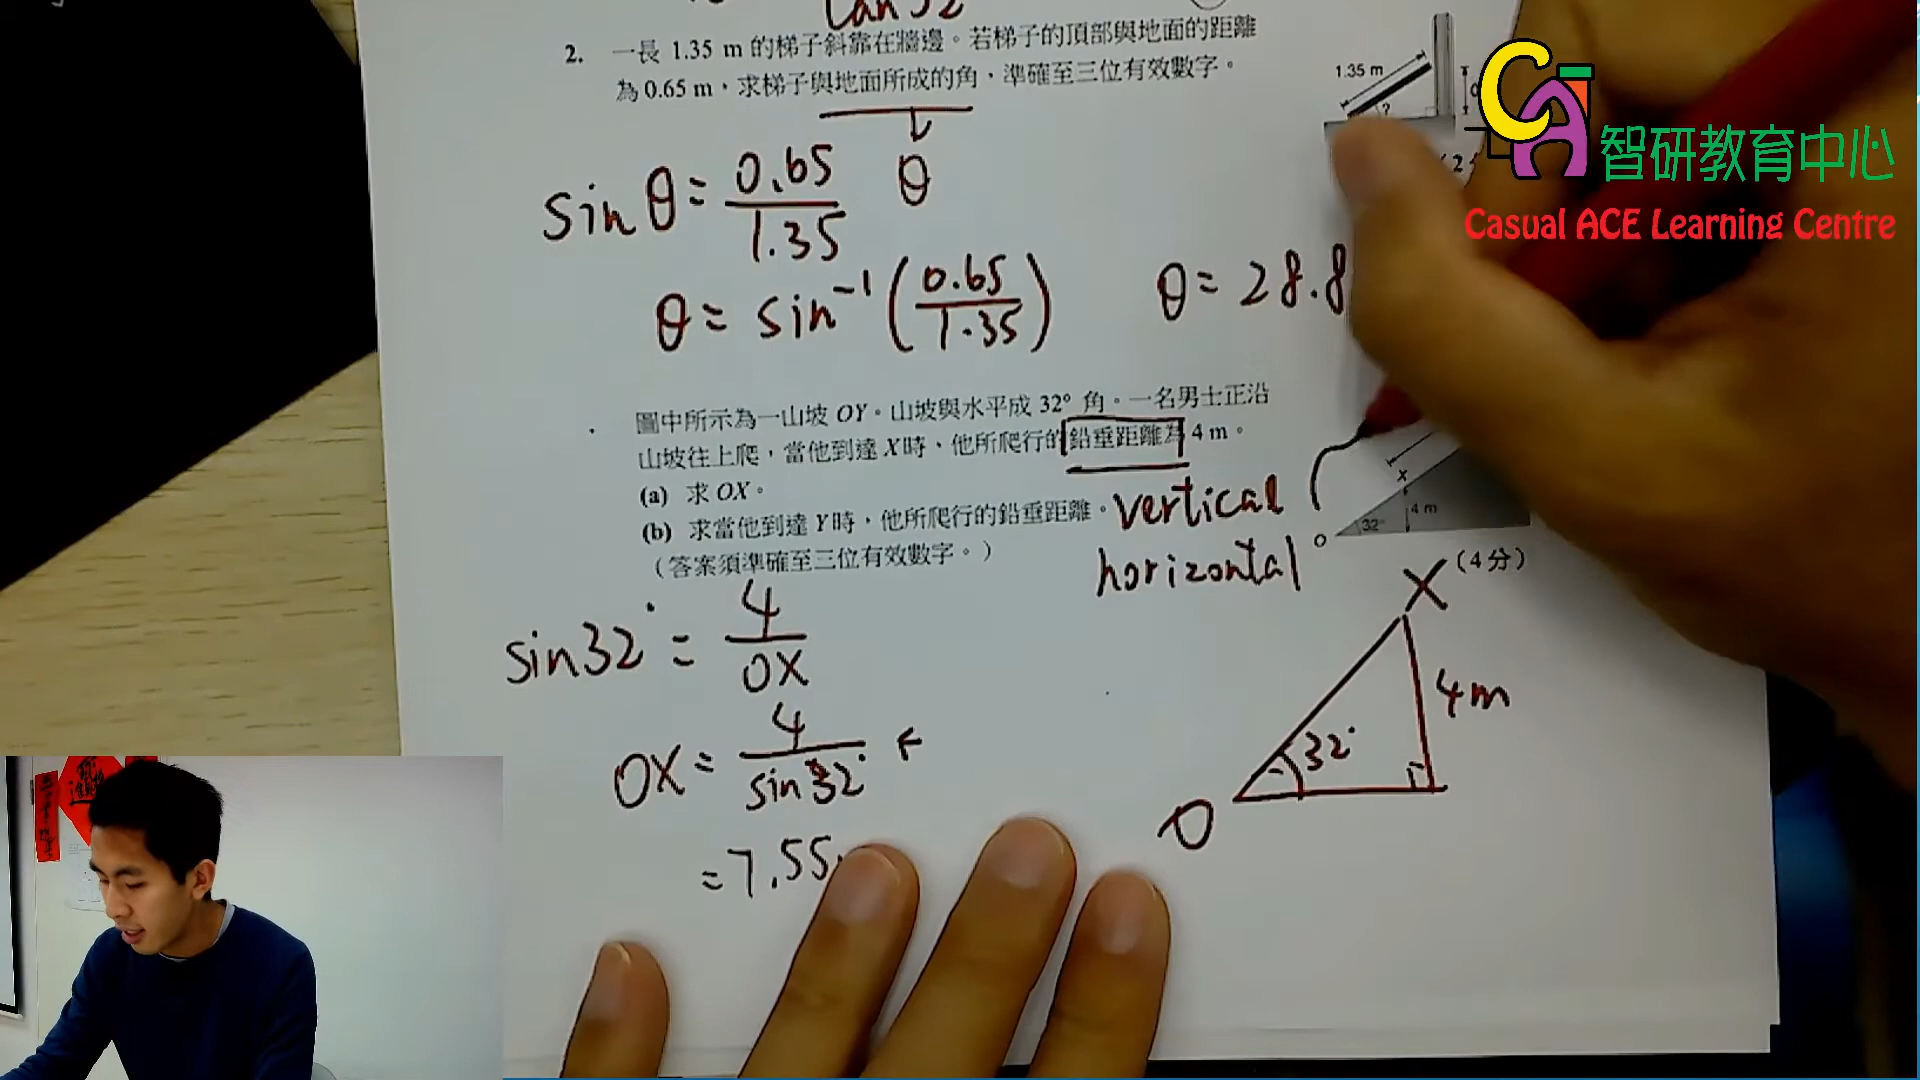 tan32
2. 一長 1.35 m 的梯子斜靠在牆邊。若梯子的頂部與地面的距離
為 0.65 m，求梯子與地面所成的角，準確至三位有效數字。
1.35 m
?
sin θ = 0.65 / 1.35
θ
θ = sin⁻¹ (0.65 / 1.35)
θ = 28.8
CA 智研教育中心
Casual ACE Learning Centre
圖中所示為一山坡 OY。山坡與水平成 32° 角。一名男士正沿
山坡往上爬，當他到達 X 時，他所爬行的鉛垂距離為 4 m。
(a) 求 OX。
(b) 求當他到達 Y 時，他所爬行的鉛垂距離。
（答案須準確至三位有效數字。）
vertical
horizontal
X
4 m
32°
O
(4 分)
sin32° = 4 / OX
OX = 4 / sin32°
= 7.55
X
4m
32°
O